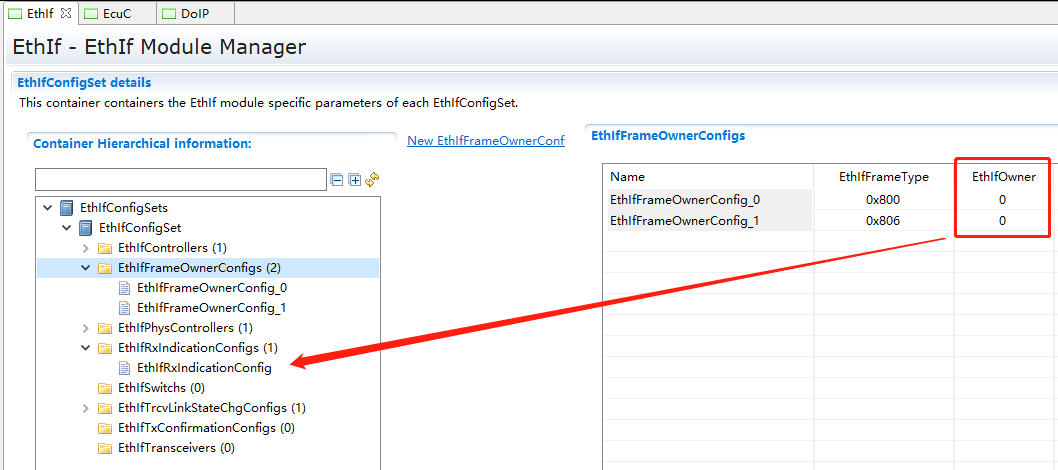 EthIf EcuC DoIP
EthIf - EthIf Module Manager
EthIfConfigSet details
This container containers the EthIf module specific parameters of each EthIfConfigSet.
Container Hierarchical information:
New EthIfFrameOwnerConf
EthIfConfigSets
EthIfConfigSet
EthIfControllers (1)
EthIfFrameOwnerConfigs (2)
EthIfFrameOwnerConfig_0
EthIfFrameOwnerConfig_1
EthIfPhysControllers (1)
EthIfRxIndicationConfigs (1)
EthIfRxIndicationConfig
EthIfSwitchs (0)
EthIfTrcvLinkStateChgConfigs (1)
EthIfTxConfirmationConfigs (0)
EthIfTransceivers (0)
EthIfFrameOwnerConfigs
Name EthIfFrameType EthIfOwner
EthIfFrameOwnerConfig_0 0x800 0
EthIfFrameOwnerConfig_1 0x806 0